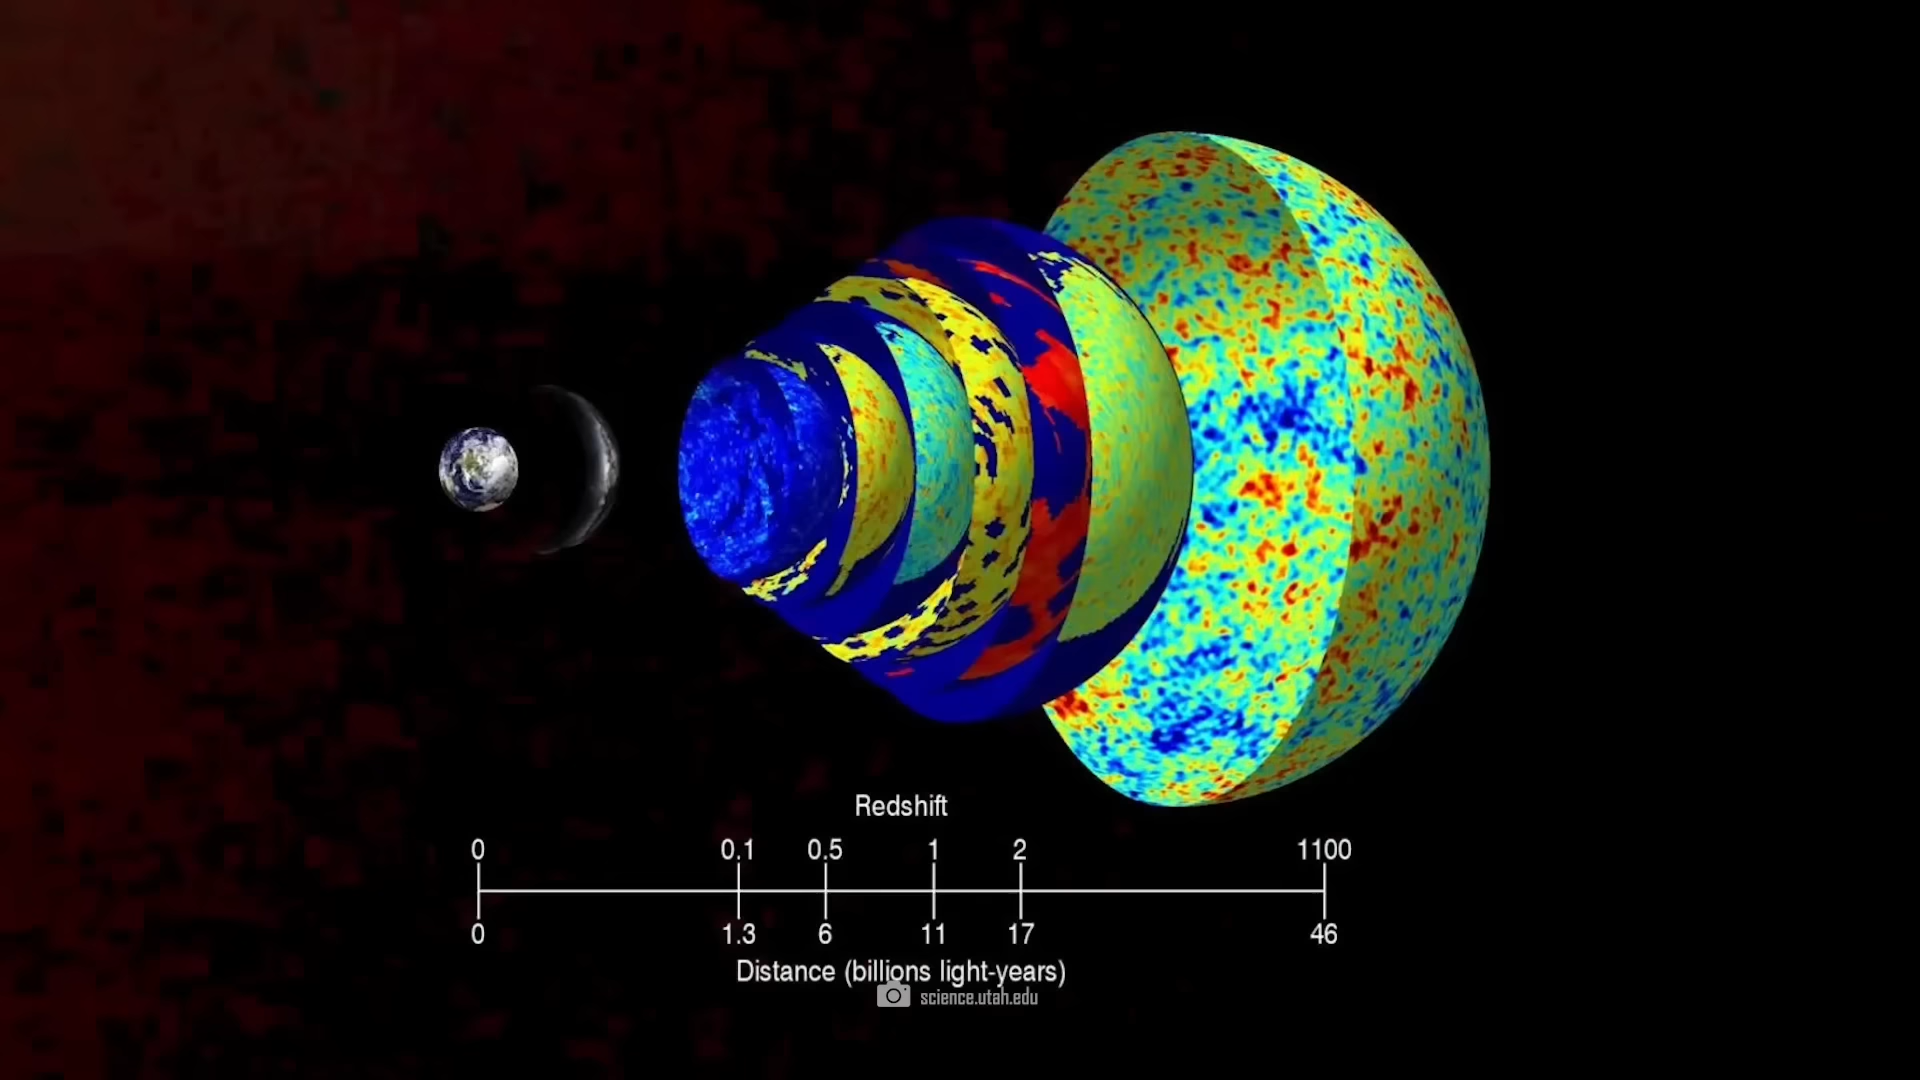 Redshift
0 0.1 0.5 1 2 1100
0 1.3 6 11 17 46
Distance (billions light-years)
science.utah.edu